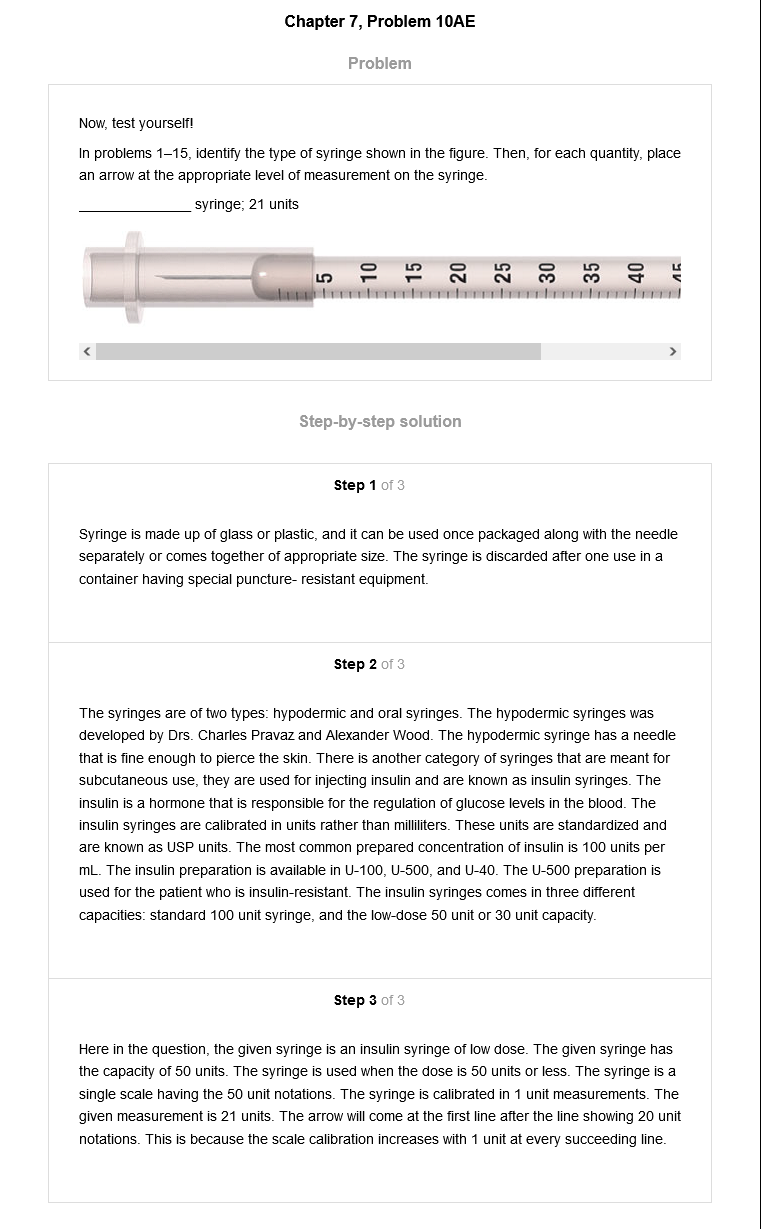 Chapter 7, Problem 10AE
Problem
Now, test yourself!
In problems 1–15, identify the type of syringe shown in the figure. Then, for each quantity, place
an arrow at the appropriate level of measurement on the syringe.
_______________ syringe; 21 units
5 10 15 20 25 30 35 40 45
Step-by-step solution
Step 1 of 3
Syringe is made up of glass or plastic, and it can be used once packaged along with the needle
separately or comes together of appropriate size. The syringe is discarded after one use in a
container having special puncture- resistant equipment.
Step 2 of 3
The syringes are of two types: hypodermic and oral syringes. The hypodermic syringes was
developed by Drs. Charles Pravaz and Alexander Wood. The hypodermic syringe has a needle
that is fine enough to pierce the skin. There is another category of syringes that are meant for
subcutaneous use, they are used for injecting insulin and are known as insulin syringes. The
insulin is a hormone that is responsible for the regulation of glucose levels in the blood. The
insulin syringes are calibrated in units rather than milliliters. These units are standardized and
are known as USP units. The most common prepared concentration of insulin is 100 units per
mL. The insulin preparation is available in U-100, U-500, and U-40. The U-500 preparation is
used for the patient who is insulin-resistant. The insulin syringes comes in three different
capacities: standard 100 unit syringe, and the low-dose 50 unit or 30 unit capacity.
Step 3 of 3
Here in the question, the given syringe is an insulin syringe of low dose. The given syringe has
the capacity of 50 units. The syringe is used when the dose is 50 units or less. The syringe is a
single scale having the 50 unit notations. The syringe is calibrated in 1 unit measurements. The
given measurement is 21 units. The arrow will come at the first line after the line showing 20 unit
notations. This is because the scale calibration increases with 1 unit at every succeeding line.